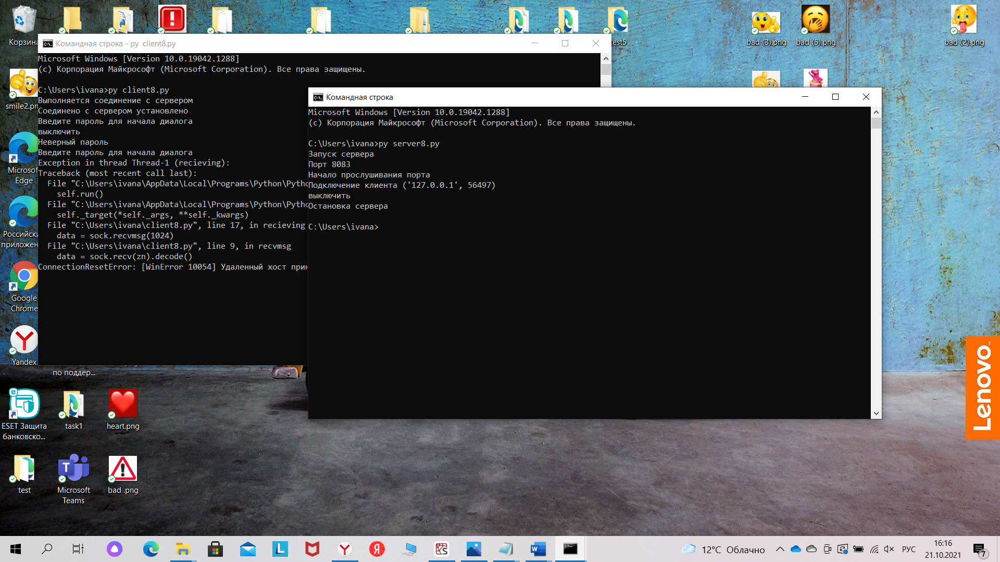 Корзина
test5
bad (3).png
bad (5).png
bad (2).png
Командная строка - py client8.py
Microsoft Windows [Version 10.0.19042.1288]
(c) Корпорация Майкрософт (Microsoft Corporation). Все права защищены.
C:\Users\ivana>py client8.py
Выполняется соединение с сервером
Соединено с сервером установлено
Введите пароль для начала диалога
выключить
Неверный пароль
Введите пароль для начала диалога
Exception in thread Thread-1 (recieving):
Traceback (most recent call last):
File "C:\Users\ivana\AppData\Local\Programs\Python\Pytho
self.run()
File "C:\Users\ivana\AppData\Local\Programs\Python\Pytho
self._target(*self._args, **self._kwargs)
File "C:\Users\ivana\client8.py", line 17, in recieving
data = sock.recvmsg(1024)
File "C:\Users\ivana\client8.py", line 9, in recvmsg
data = sock.recv(zn).decode()
ConnectionResetError: [WinError 10054] Удаленный хост прин
Командная строка
Microsoft Windows [Version 10.0.19042.1288]
(c) Корпорация Майкрософт (Microsoft Corporation). Все права защищены.
C:\Users\ivana>py server8.py
Запуск сервера
Порт 8083
Начало прослушивания порта
Подключение клиента ('127.0.0.1', 56497)
выключить
Остановка сервера
C:\Users\ivana>
smile2.pn
Microsof
Edge
Российски
приложен
Google
Chrome
Yandex
по поддер...
ESET Защита
банковско...
task1
heart.png
test
Microsoft
Teams
bad .png
Lenovo
12°C Облачно
РУС
16:16
21.10.2021
7